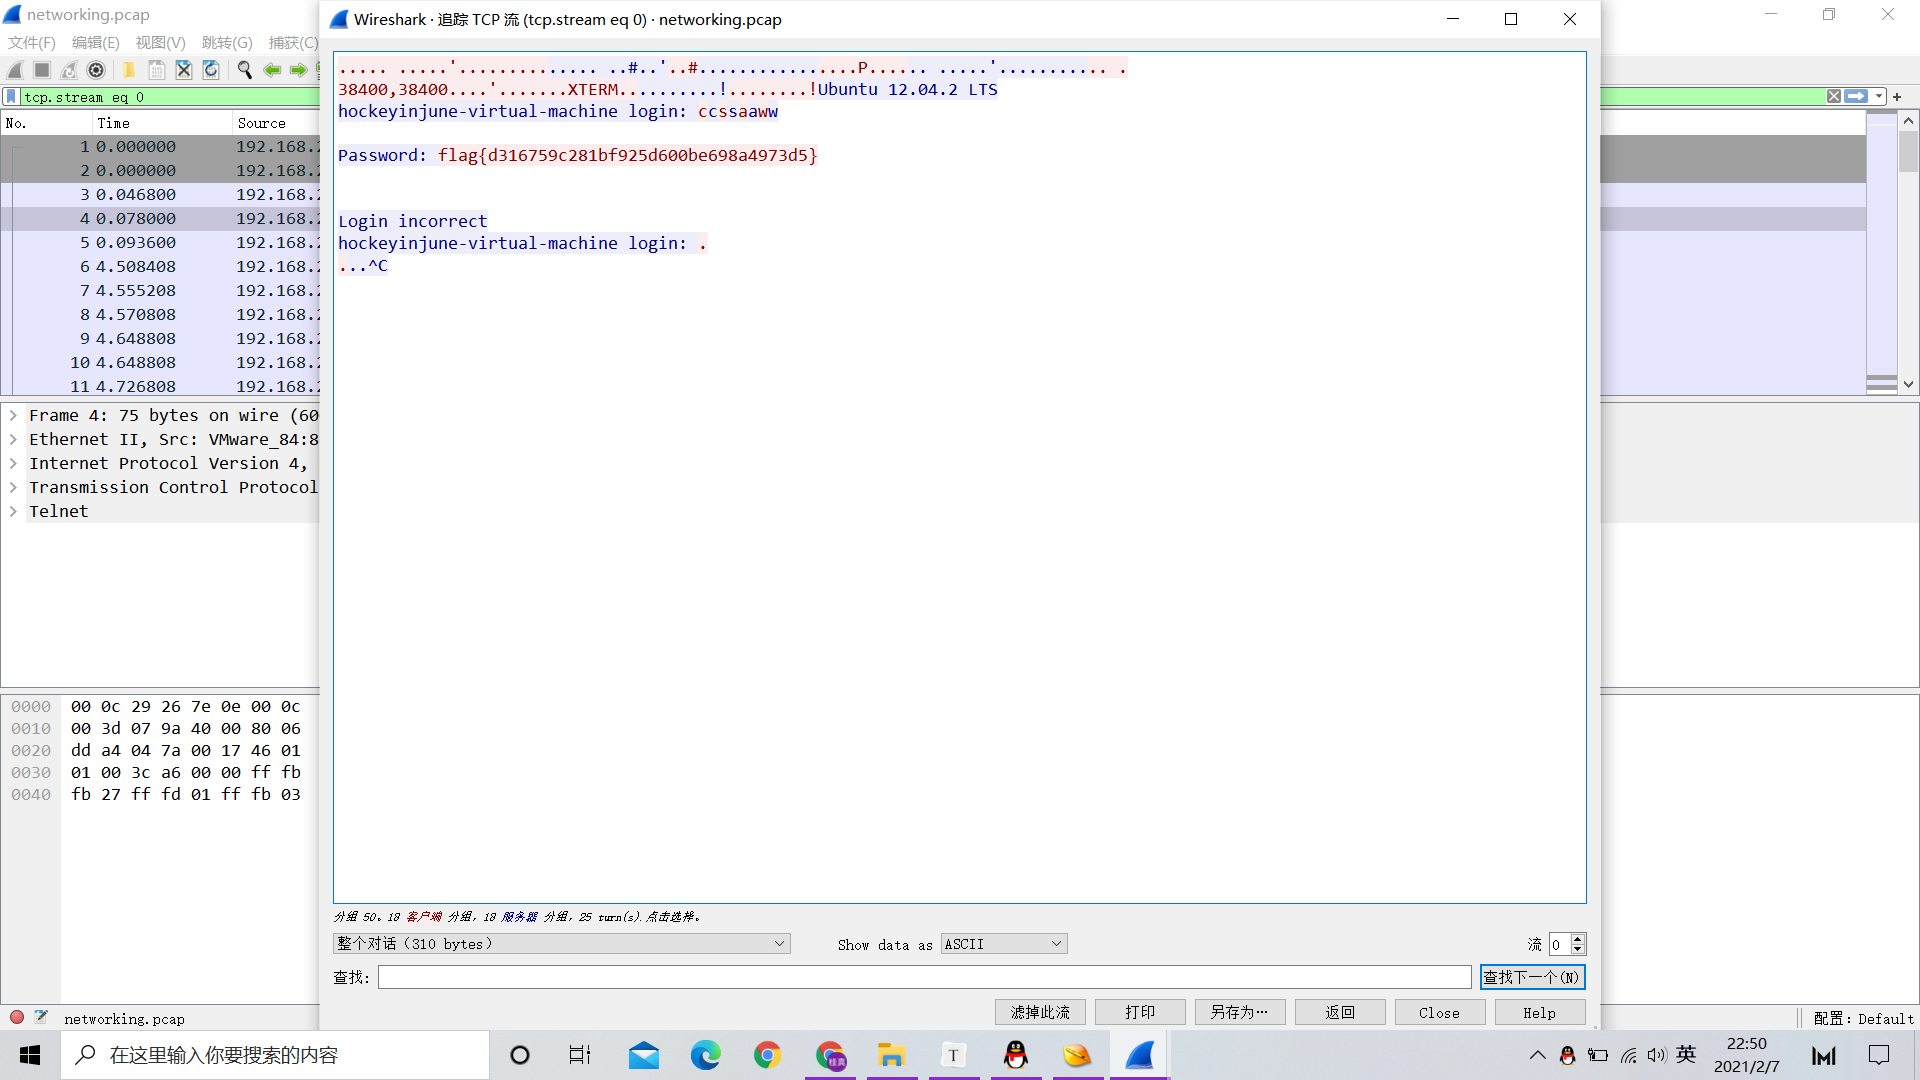 networking.pcap
文件(F) 编辑(E) 视图(V) 跳转(G) 捕获(C)
tcp.stream eq 0
No. Time Source
1 0.000000 192.168.2
2 0.000000 192.168.2
3 0.046800 192.168.2
4 0.078000 192.168.2
5 0.093600 192.168.2
6 4.508408 192.168.2
7 4.555208 192.168.2
8 4.570808 192.168.2
9 4.648808 192.168.2
10 4.648808 192.168.2
11 4.726808 192.168.2
Frame 4: 75 bytes on wire (60
Ethernet II, Src: VMware_84:8
Internet Protocol Version 4,
Transmission Control Protocol
Telnet
0000 00 0c 29 26 7e 0e 00 0c
0010 00 3d 07 9a 40 00 80 06
0020 dd a4 04 7a 00 17 46 01
0030 01 00 3c a6 00 00 ff fb
0040 fb 27 ff fd 01 ff fb 03
networking.pcap
配置：Default
Wireshark · 追踪 TCP 流 (tcp.stream eq 0) · networking.pcap
..... .....'.............. ..#..'..#................P...... .....'........... .
38400,38400....'.......XTERM..........!........!Ubuntu 12.04.2 LTS
hockeyinjune-virtual-machine login: ccssaaww
Password: flag{d316759c281bf925d600be698a4973d5}
Login incorrect
hockeyinjune-virtual-machine login: .
...^C
分组 50。18 客户端 分组，19 服务器 分组，25 turn(s).点击选择。
整个对话（310 bytes）
Show data as ASCII
流 0
查找:
查找下一个(N)
滤掉此流 打印 另存为… 返回 Close Help
在这里输入你要搜索的内容
T
英
22:50
2021/2/7